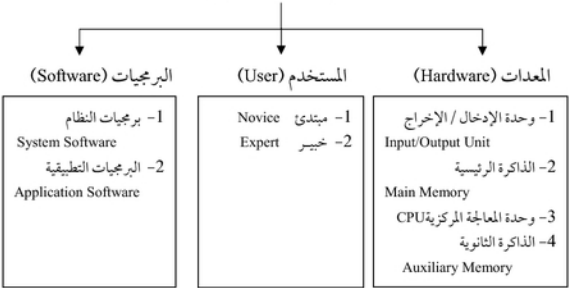 المعدات (Hardware)
1- وحدة الإدخال / الإخراج
Input/Output Unit
2- الذاكرة الرئيسية
Main Memory
3- وحدة المعالجة المركزية CPU
4- الذاكرة الثانوية
Auxiliary Memory
المستخدم (User)
1- مبتدئ Novice
2- خبير Expert
البرمجيات (Software)
1- برمجيات النظام
System Software
2- البرمجيات التطبيقية
Application Software